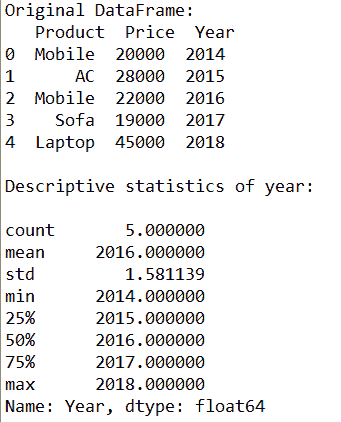 Original DataFrame:
   Product  Price  Year
0  Mobile  20000  2014
1      AC  28000  2015
2  Mobile  22000  2016
3    Sofa  19000  2017
4  Laptop  45000  2018

Descriptive statistics of year:

count       5.000000
mean     2016.000000
std         1.581139
min      2014.000000
25%      2015.000000
50%      2016.000000
75%      2017.000000
max      2018.000000
Name: Year, dtype: float64